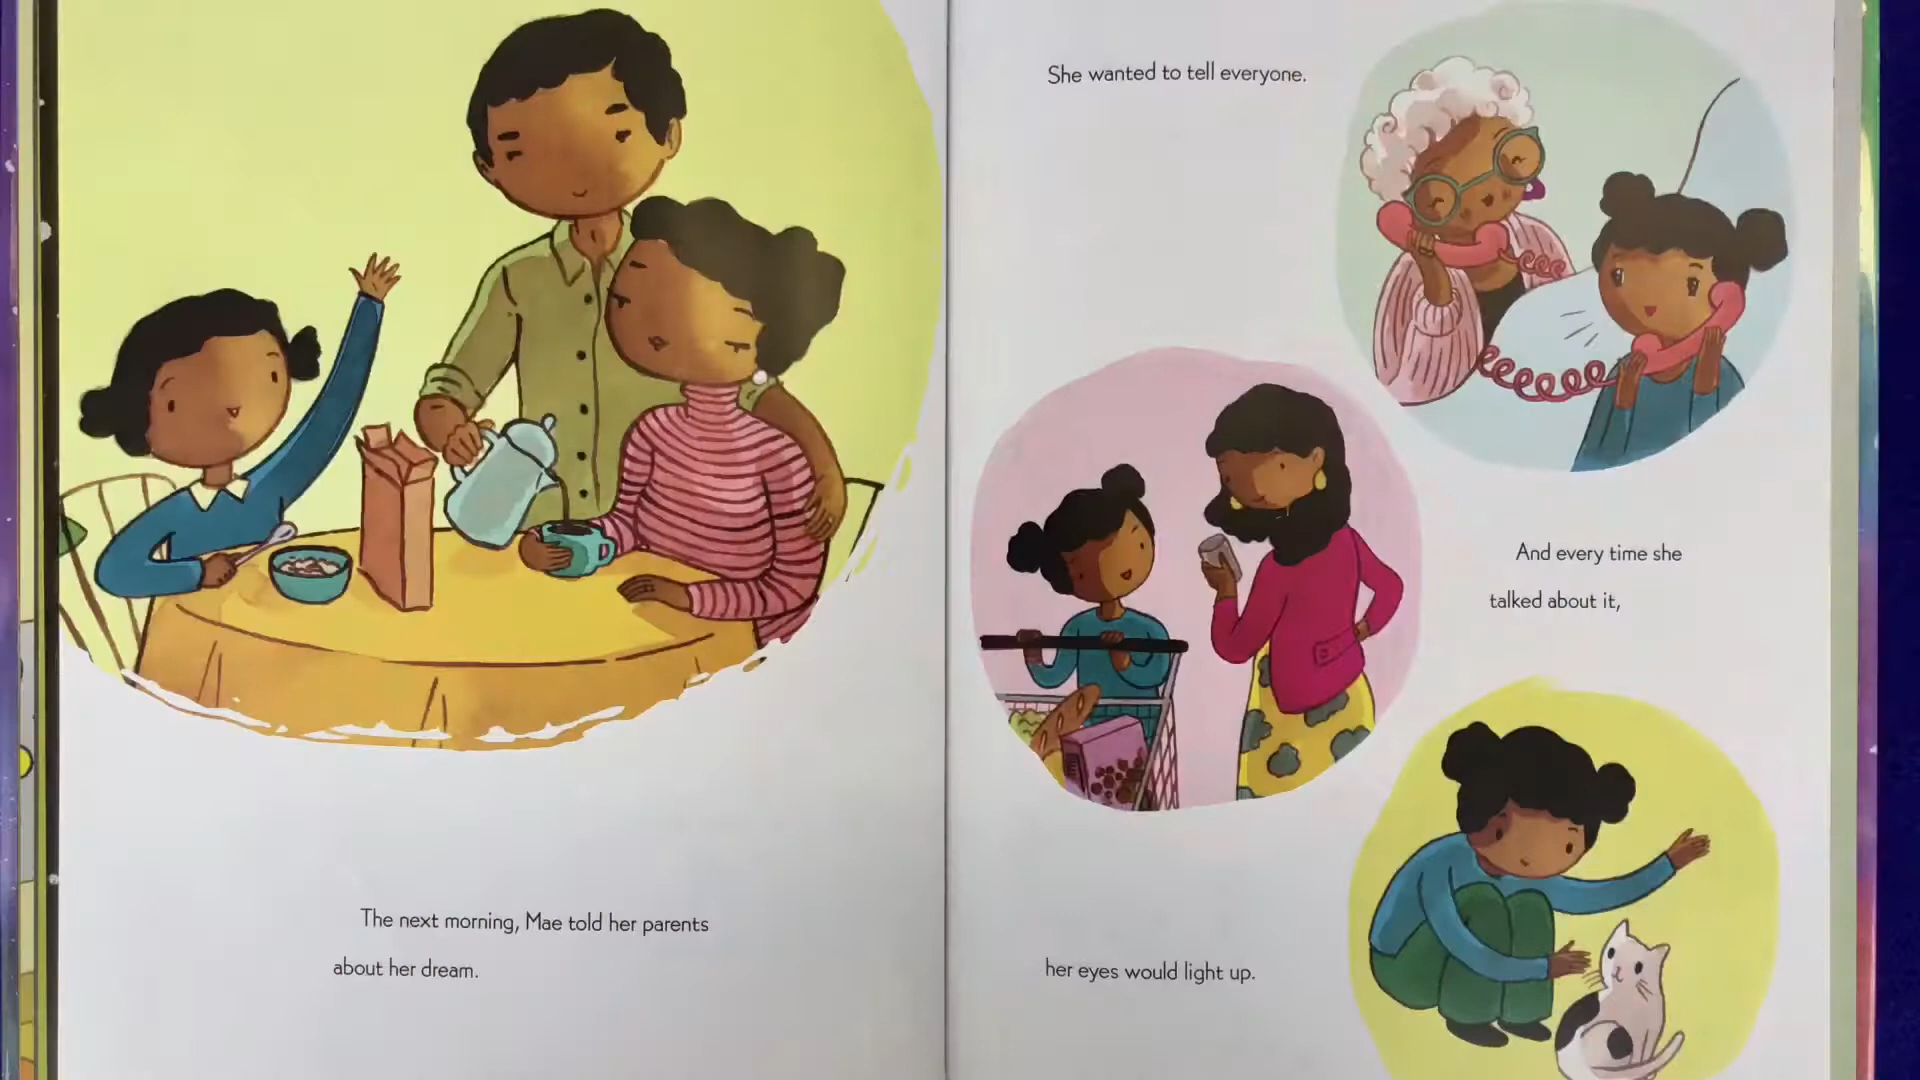 The next morning, Mae told her parents
about her dream.
She wanted to tell everyone.
And every time she
talked about it,
her eyes would light up.